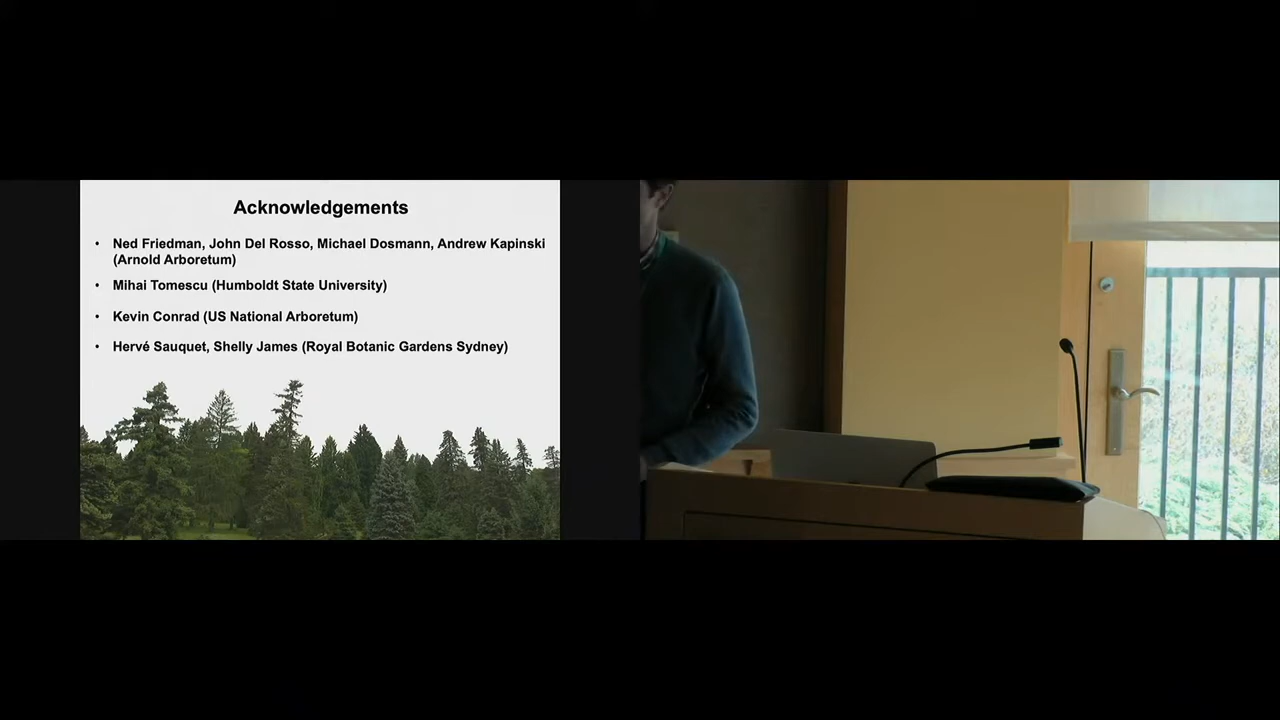 Acknowledgements
• Ned Friedman, John Del Rosso, Michael Dosmann, Andrew Kapinski
(Arnold Arboretum)
• Mihai Tomescu (Humboldt State University)
• Kevin Conrad (US National Arboretum)
• Hervé Sauquet, Shelly James (Royal Botanic Gardens Sydney)